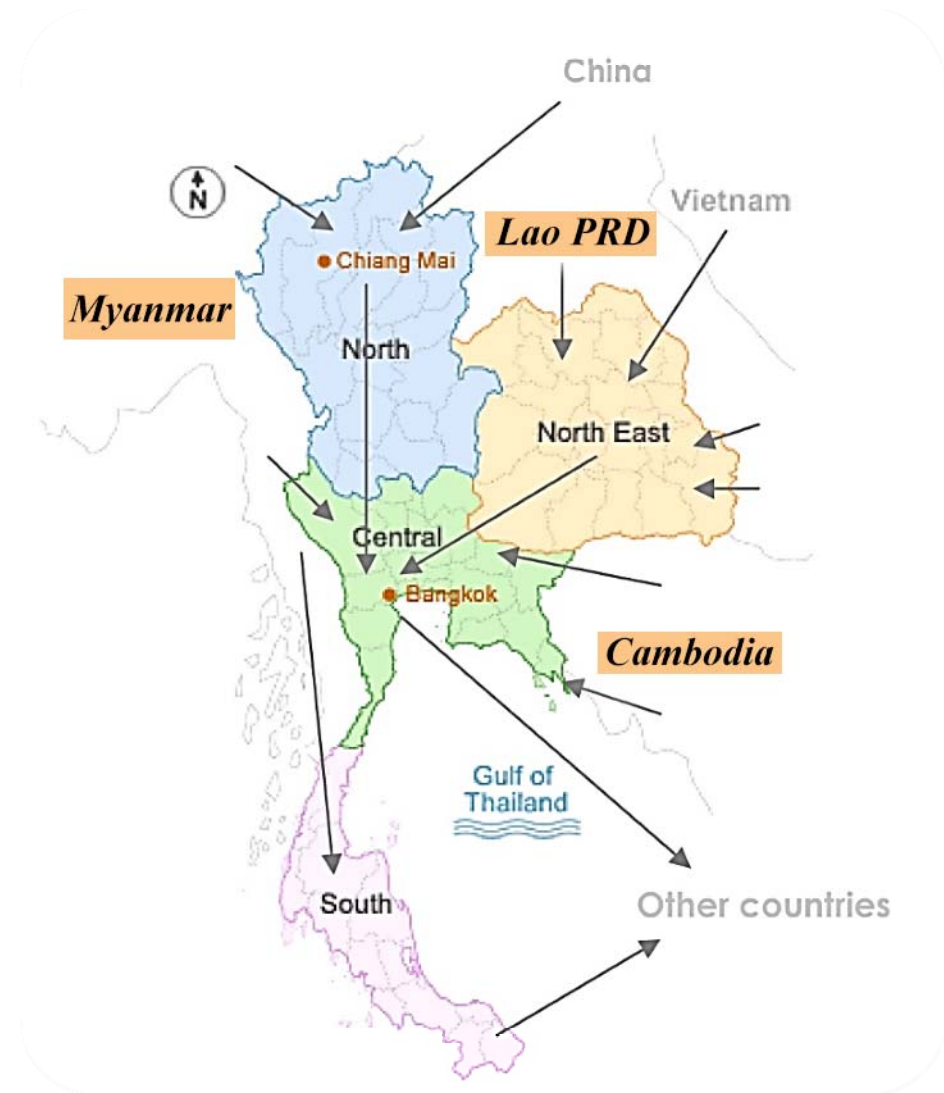 China
N
Vietnam
Lao PRD
Chiang Mai
Myanmar
North
North East
Central
Bangkok
Cambodia
Gulf of
Thailand
South
Other countries